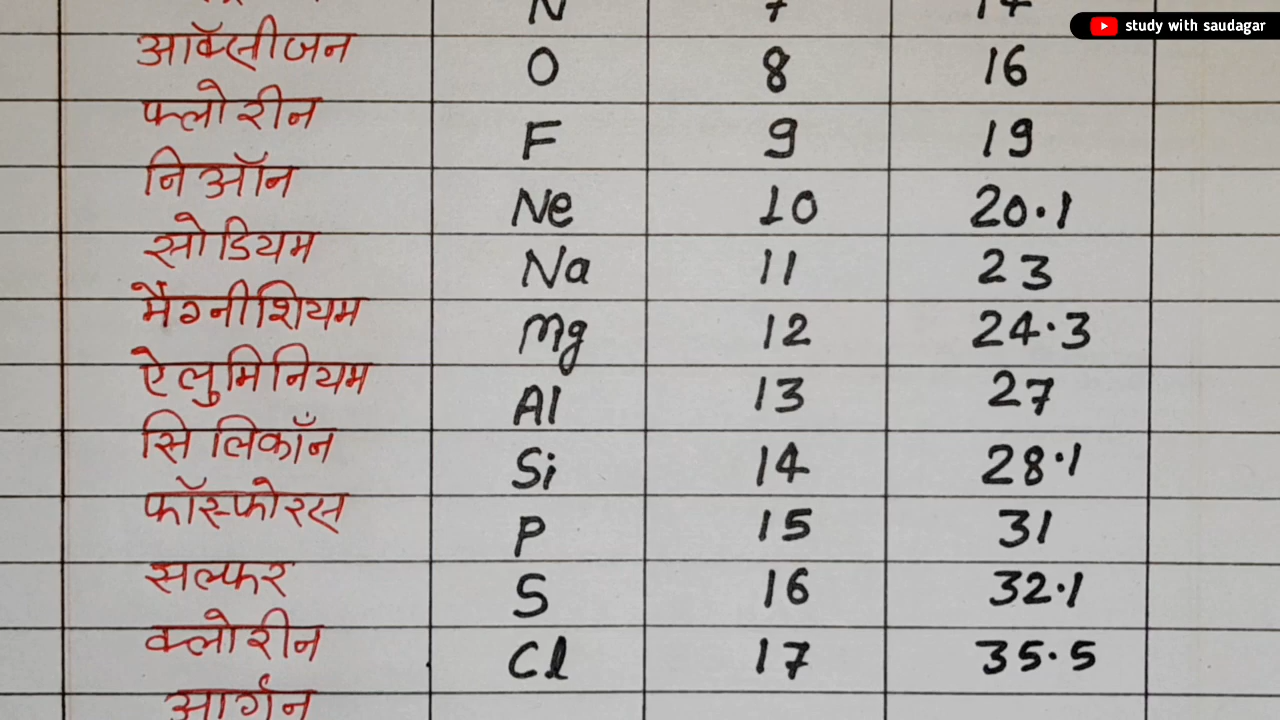 N 7 14
study with saudagar
ऑक्सीजन O 8 16
फ्लोरीन F 9 19
निऑन Ne 10 20.1
सोडियम Na 11 23
मैग्नीशियम Mg 12 24.3
ऐलुमिनियम Al 13 27
सिलिकॉन Si 14 28.1
फॉस्फोरस P 15 31
सल्फर S 16 32.1
क्लोरीन Cl 17 35.5
आर्गन